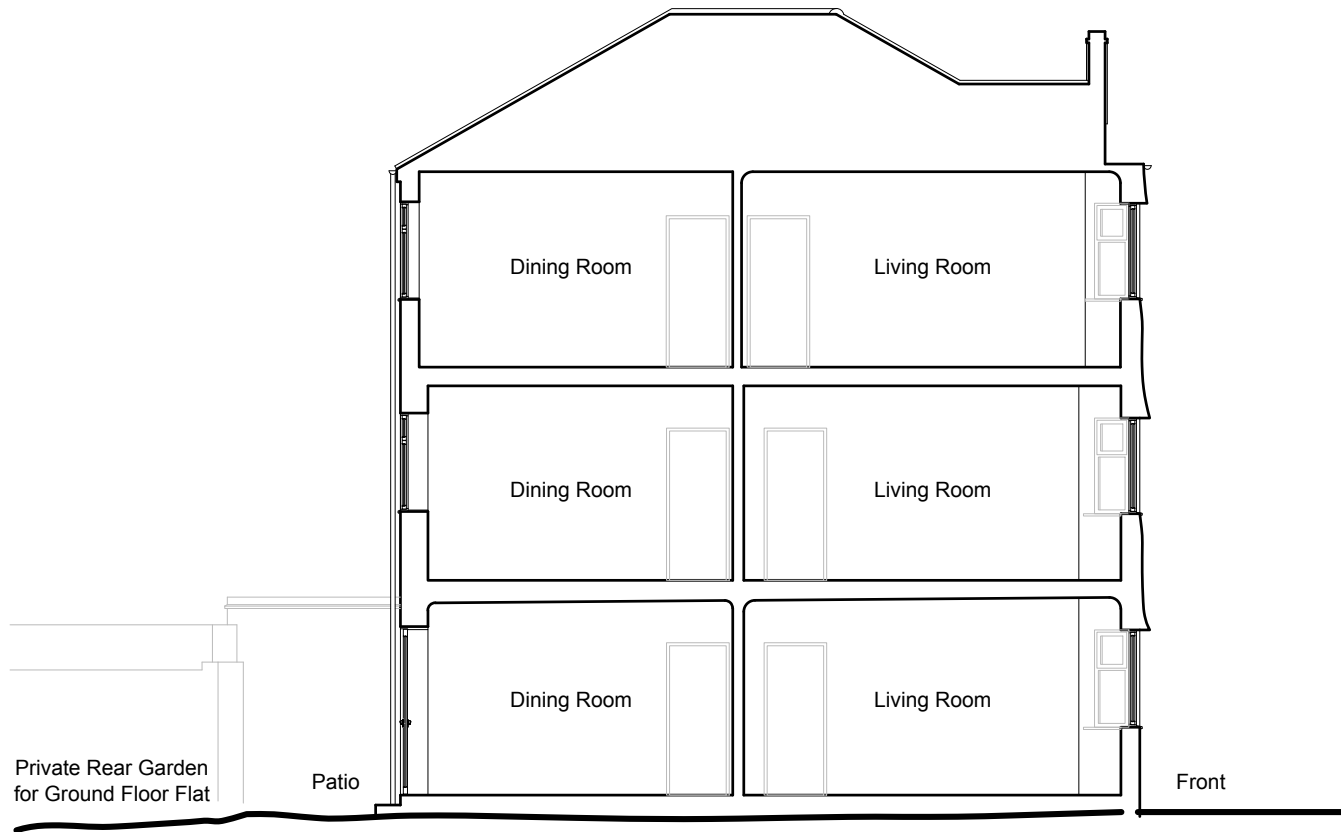 Dining Room
Living Room
Dining Room
Living Room
Dining Room
Living Room
Private Rear Garden
for Ground Floor Flat
Patio
Front